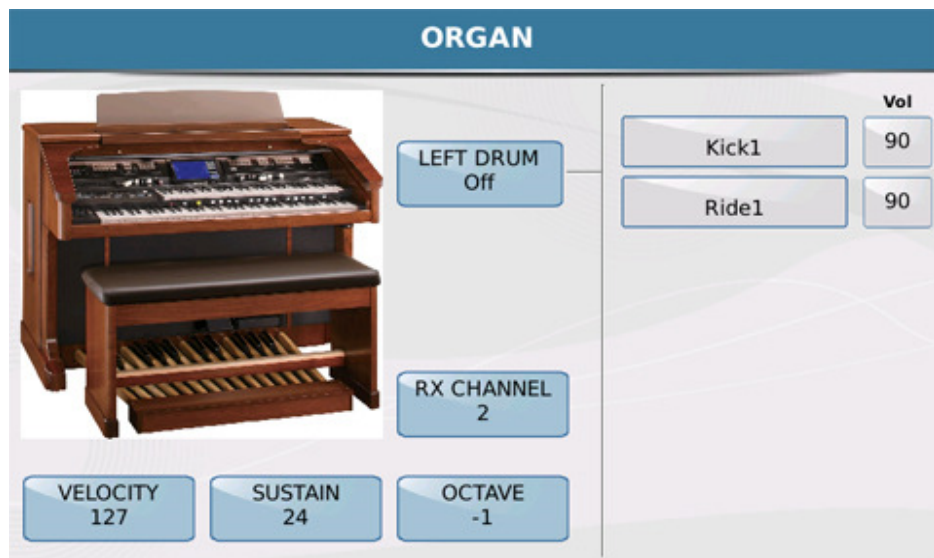 ORGAN
LEFT DRUM
Off
Vol
Kick1
90
Ride1
90
RX CHANNEL
2
VELOCITY
127
SUSTAIN
24
OCTAVE
-1